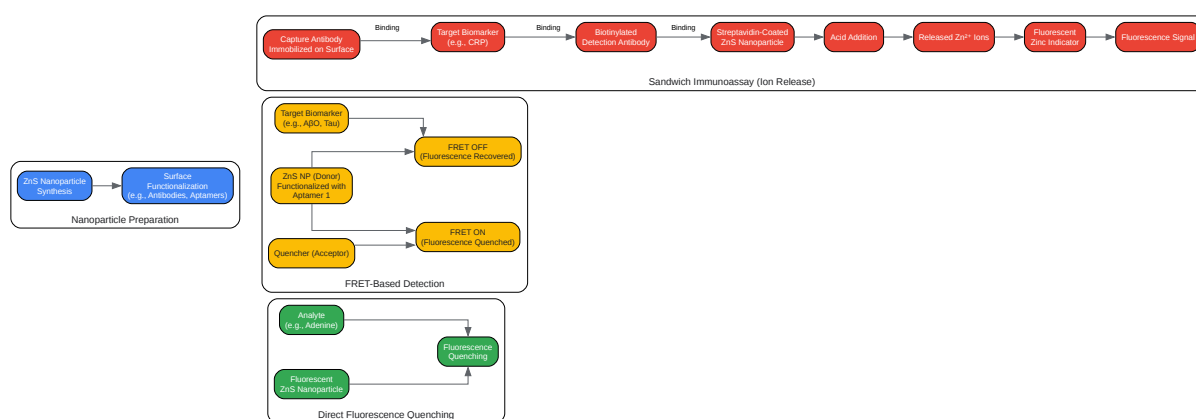 Binding
Binding
Binding
Capture Antibody
Immobilized on Surface
Target Biomarker
(e.g., CRP)
Biotinylated
Detection Antibody
Streptavidin-Coated
ZnS Nanoparticle
Acid Addition
Released Zn²⁺ Ions
Fluorescent
Zinc Indicator
Fluorescence Signal
Sandwich Immunoassay (Ion Release)
Target Biomarker
(e.g., AβO, Tau)
FRET OFF
(Fluorescence Recovered)
ZnS NP (Donor)
Functionalized with
Aptamer 1
FRET ON
(Fluorescence Quenched)
Quencher (Acceptor)
FRET-Based Detection
ZnS Nanoparticle
Synthesis
Surface
Functionalization
(e.g., Antibodies, Aptamers)
Nanoparticle Preparation
Analyte
(e.g., Adenine)
Fluorescence
Quenching
Fluorescent
ZnS Nanoparticle
Direct Fluorescence Quenching